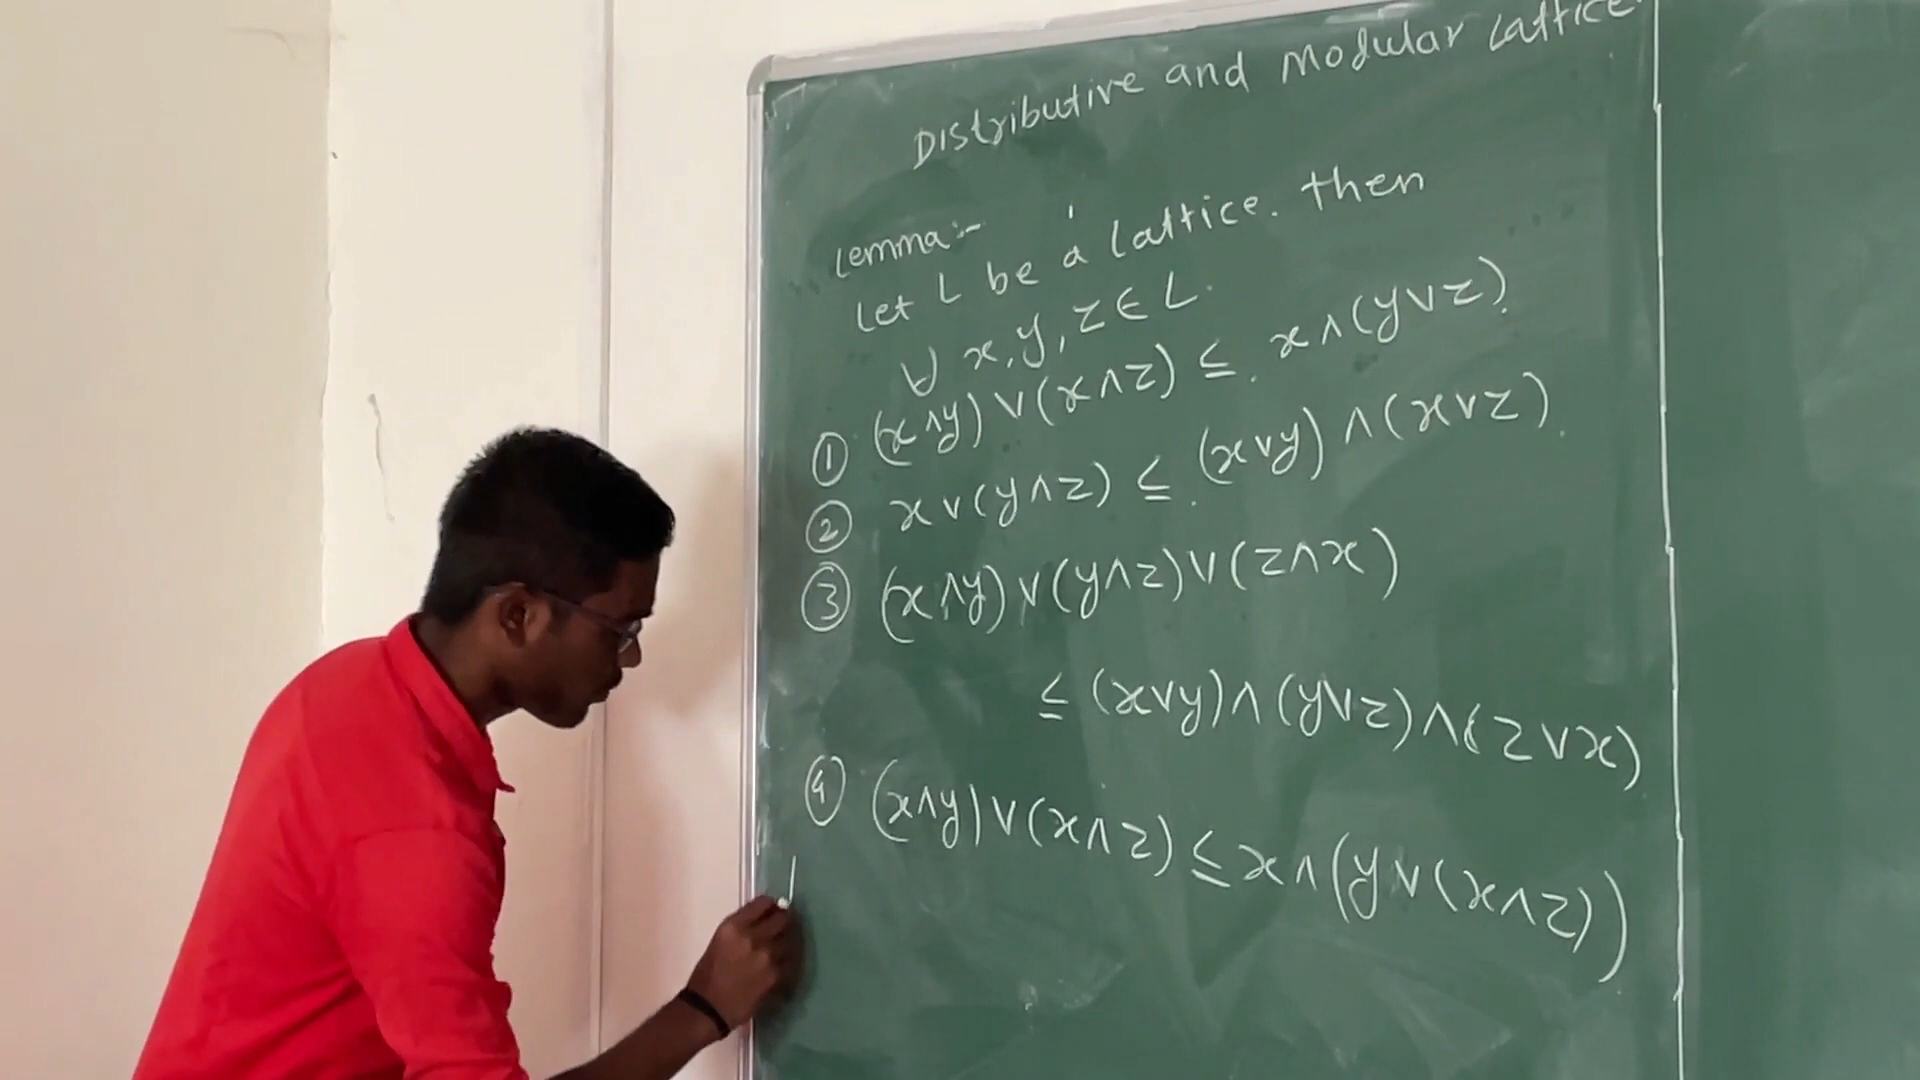 Distributive and Modular Lattice.
Lemma:-
Let L be a Lattice. Then
∀ x, y, z ∈ L.
① (x∧y) ∨ (x∧z) ≤ x∧(y∨z)
② x∨(y∧z) ≤ (x∨y) ∧ (x∨z)
③ (x∧y)∨(y∧z)∨(z∧x)
≤ (x∨y)∧(y∨z)∧(z∨x)
④ (x∧y)∨(x∧z) ≤ x∧(y∨(x∧z))